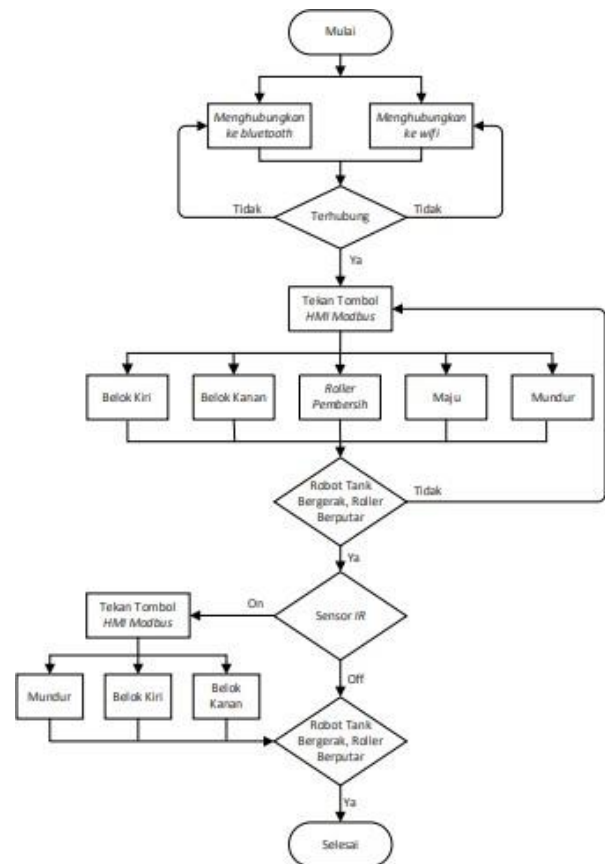 Mulai
Menghubungkan
ke bluetooth
Menghubungkan
ke wifi
Tidak
Terhubung
Tidak
Ya
Tekan Tombol
HMI Modbus
Belok Kiri
Belok Kanan
Roller
Pembersih
Maju
Mundur
Robot Tank
Bergerak, Roller
Berputar
Tidak
Ya
Tekan Tombol
HMI Modbus
On
Sensor IR
Off
Mundur
Belok Kiri
Belok
Kanan
Robot Tank
Bergerak, Roller
Berputar
Ya
Selesai